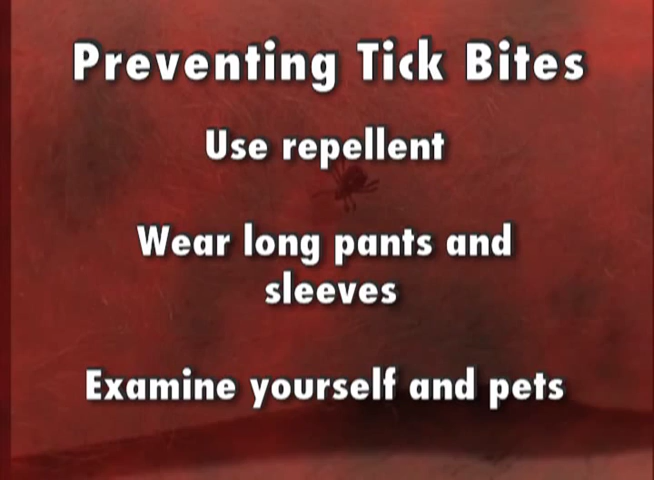 Preventing Tick Bites
Use repellent
Wear long pants and
sleeves
Examine yourself and pets